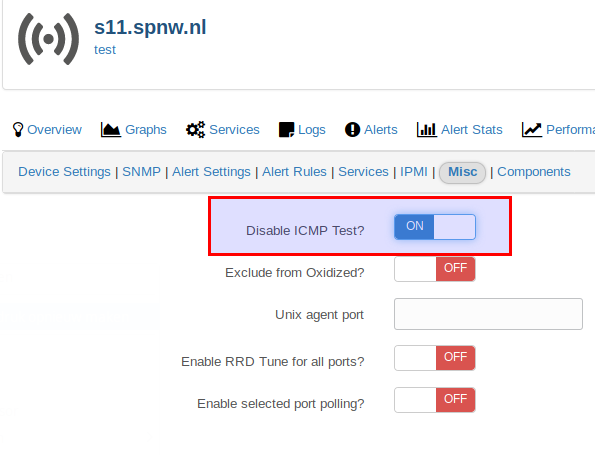 s11.spnw.nl
test
Overview Graphs Services Logs Alerts Alert Stats Performa
Device Settings | SNMP | Alert Settings | Alert Rules | Services | IPMI | Misc | Components
Disable ICMP Test? ON
Exclude from Oxidized? OFF
Unix agent port
Enable RRD Tune for all ports? OFF
Enable selected port polling? OFF